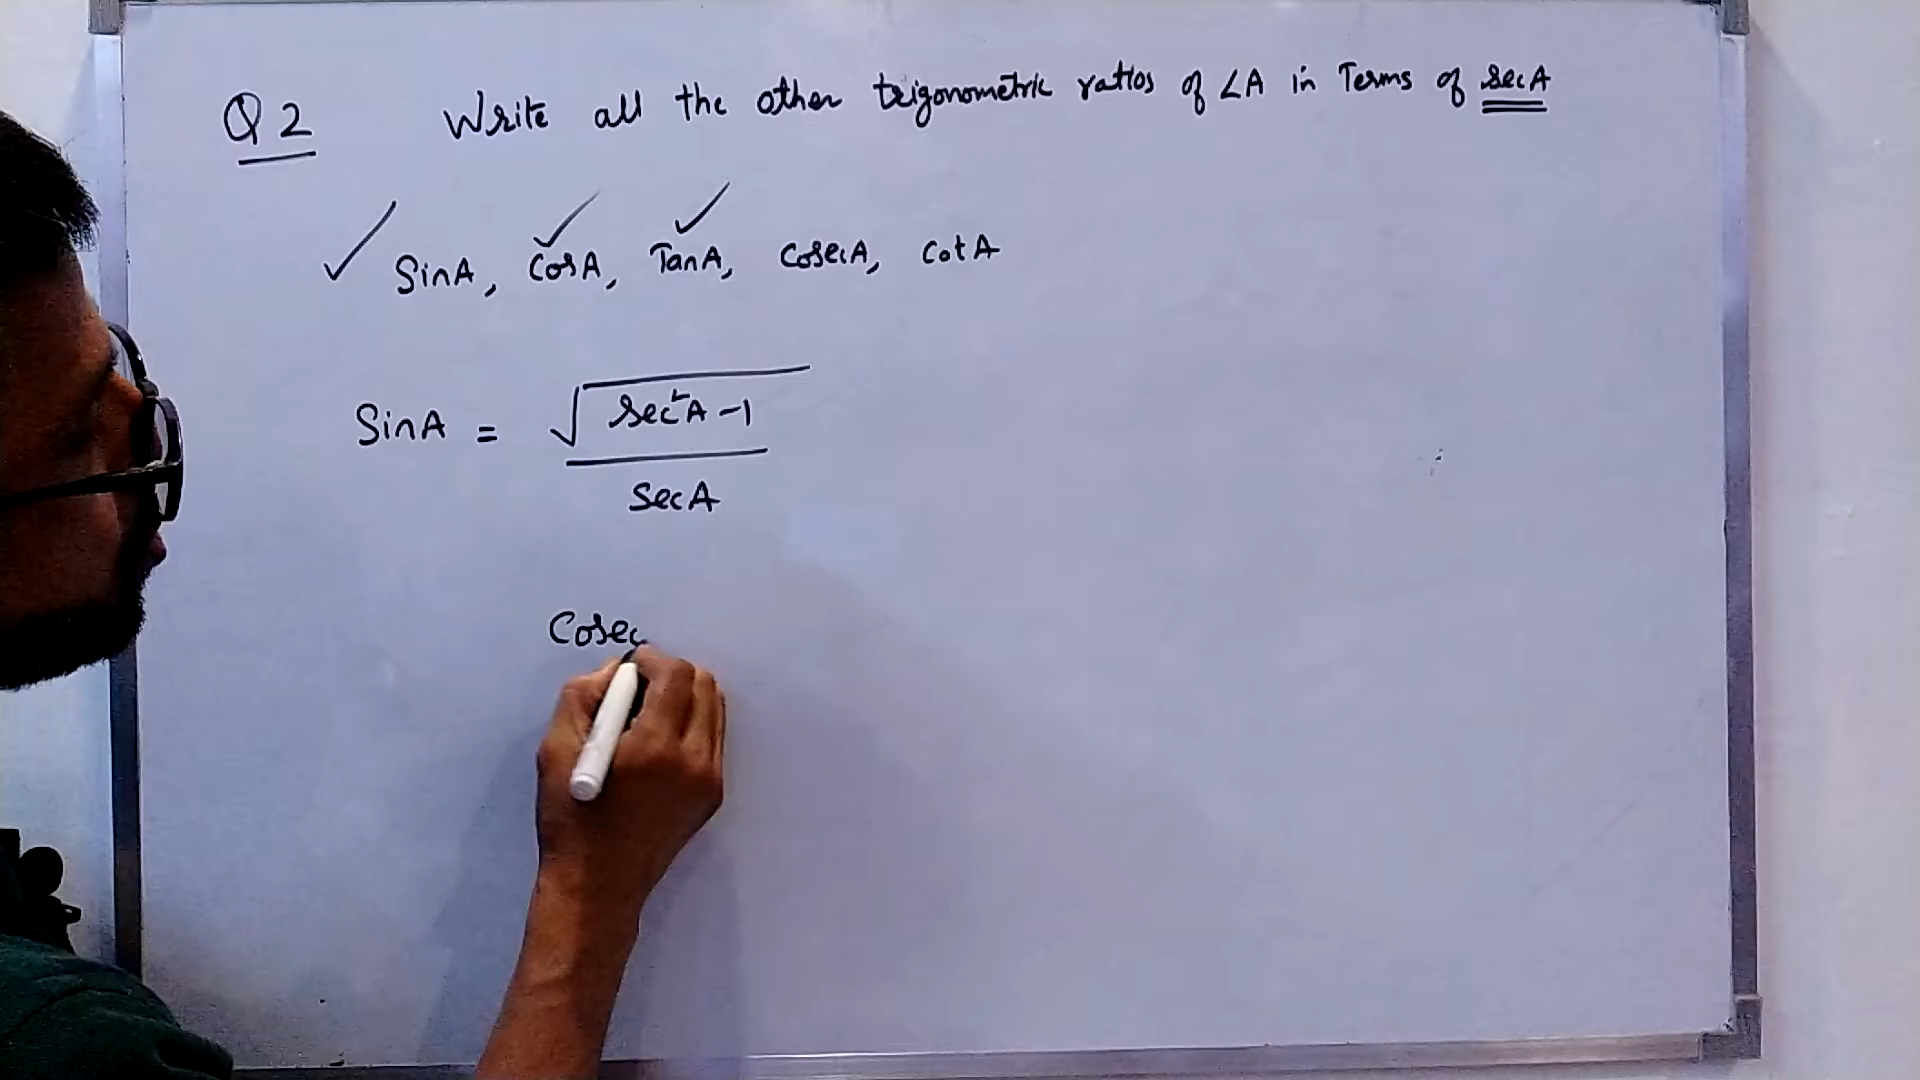 Q2 Write all the other trigonometric ratios of ∠A in Terms of secA
✓ SinA, CosA, TanA, CosecA, CotA
SinA = √(sec²A - 1) / secA
Cosec